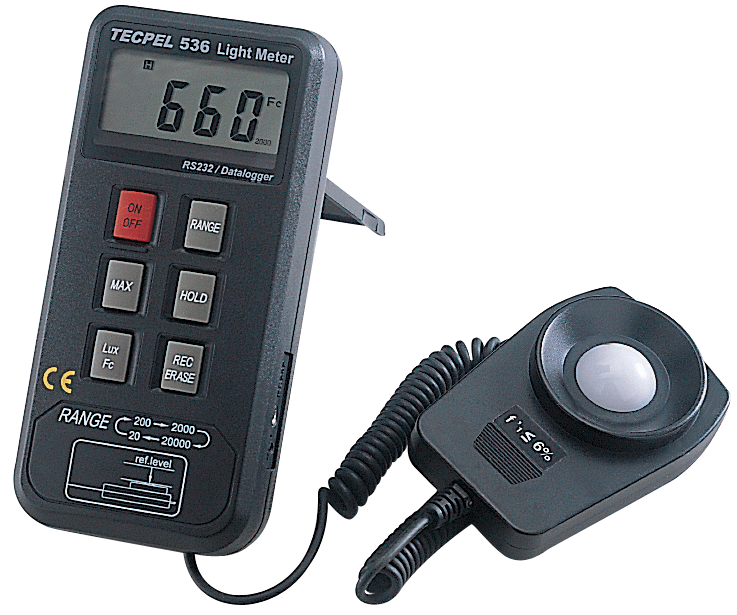 TECPEL 536 Light Meter
H
660 Fc
2000
RS232 / Datalogger
ON
OFF
RANGE
MAX
HOLD
Lux
Fc
REC
ERASE
CE
RANGE
200 → 2000
20 ← 20000
ref.level
f'1 ≤ 6%